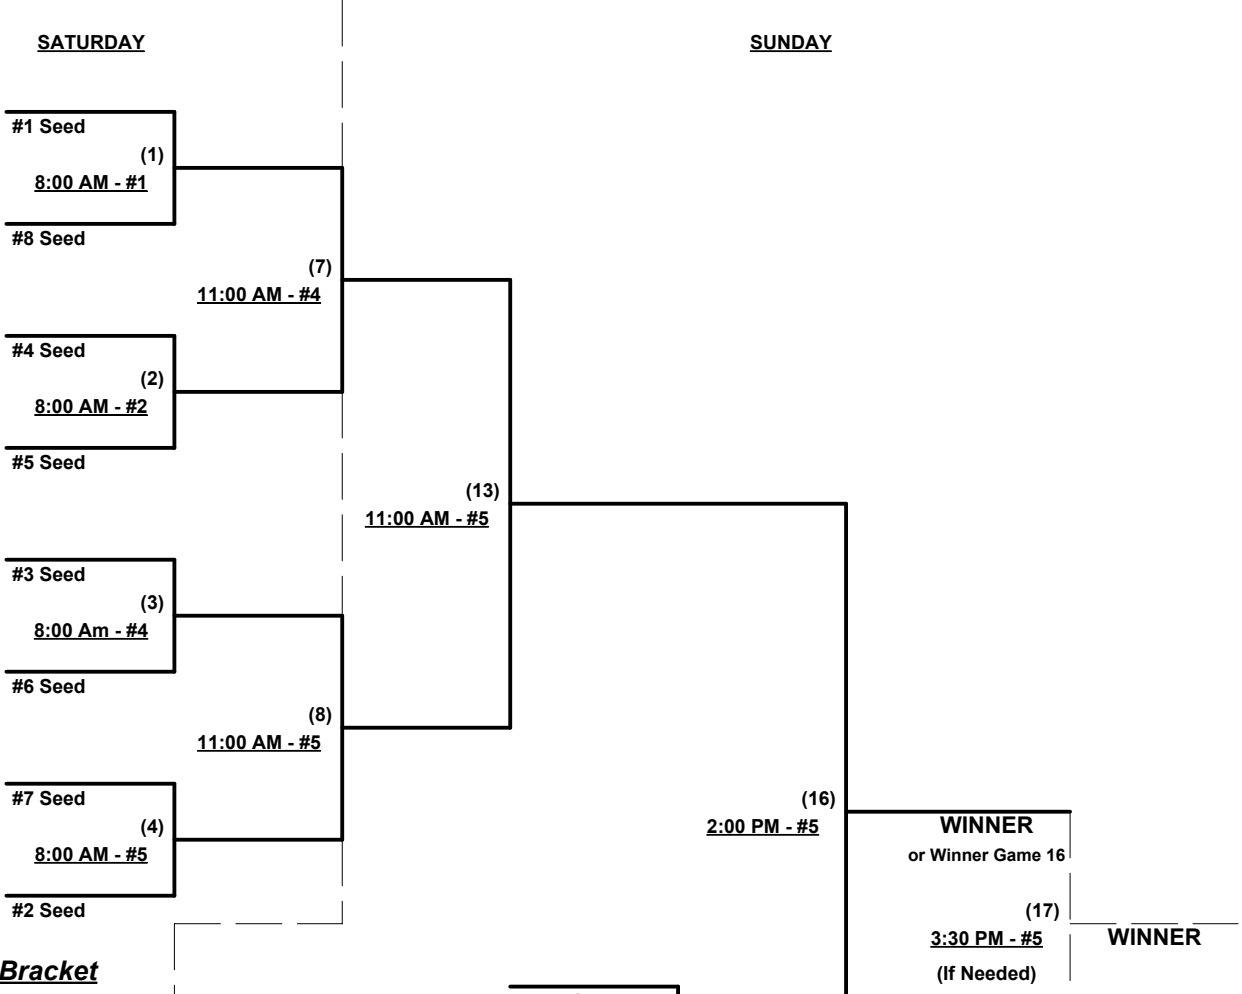 SATURDAY
SUNDAY
#1 Seed
(1)
8:00 AM - #1
#8 Seed
(7)
11:00 AM - #4
#4 Seed
(2)
8:00 AM - #2
#5 Seed
(13)
11:00 AM - #5
#3 Seed
(3)
8:00 Am - #4
#6 Seed
(8)
11:00 AM - #5
#7 Seed
(4)
8:00 AM - #5
#2 Seed
(16)
2:00 PM - #5
WINNER
or Winner Game 16
(17)
3:30 PM - #5
WINNER
(If Needed)
Bracket